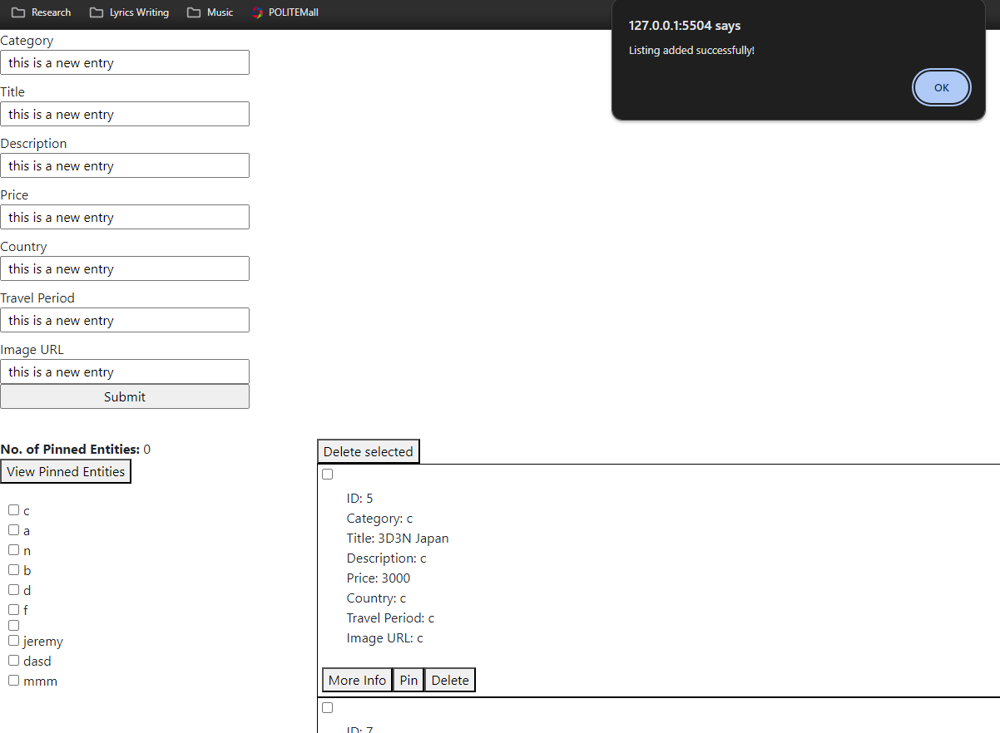 Research Lyrics Writing Music POLITEMall
127.0.0.1:5504 says
Listing added successfully!
OK
Category
this is a new entry
Title
this is a new entry
Description
this is a new entry
Price
this is a new entry
Country
this is a new entry
Travel Period
this is a new entry
Image URL
this is a new entry
Submit
No. of Pinned Entities: 0
View Pinned Entities
c
a
n
b
d
f
jeremy
dasd
mmm
Delete selected
ID: 5
Category: c
Title: 3D3N Japan
Description: c
Price: 3000
Country: c
Travel Period: c
Image URL: c
More Info Pin Delete
ID: 7